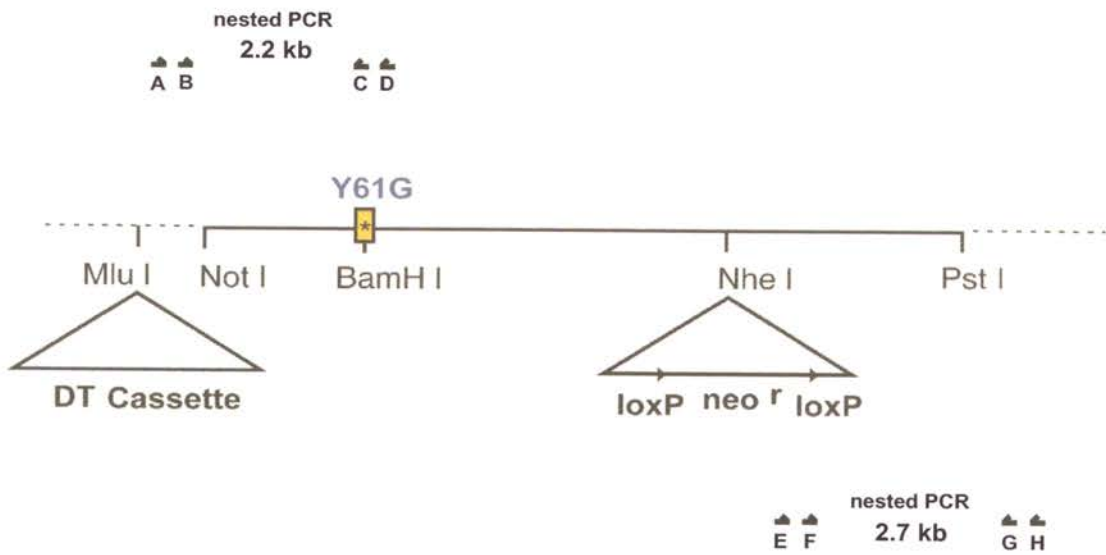 nested PCR
2.2 kb
A B C D
Y61G
*
Mlu I Not I BamH I Nhe I Pst I
DT Cassette
loxP neo r loxP
nested PCR
2.7 kb
E F G H